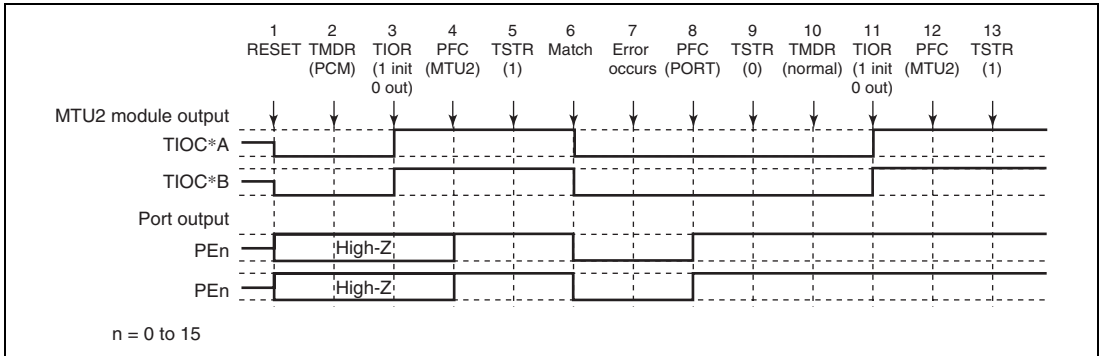 1 2 3 4 5 6 7 8 9 10 11 12 13
RESET TMDR TIOR PFC TSTR Match Error PFC TSTR TMDR TIOR PFC TSTR
(PCM) (1 init (MTU2) (1) occurs (PORT) (0) (normal) (1 init (MTU2) (1)
0 out) 0 out)
MTU2 module output
TIOC*A
TIOC*B
Port output
PEn High-Z
PEn High-Z
n = 0 to 15